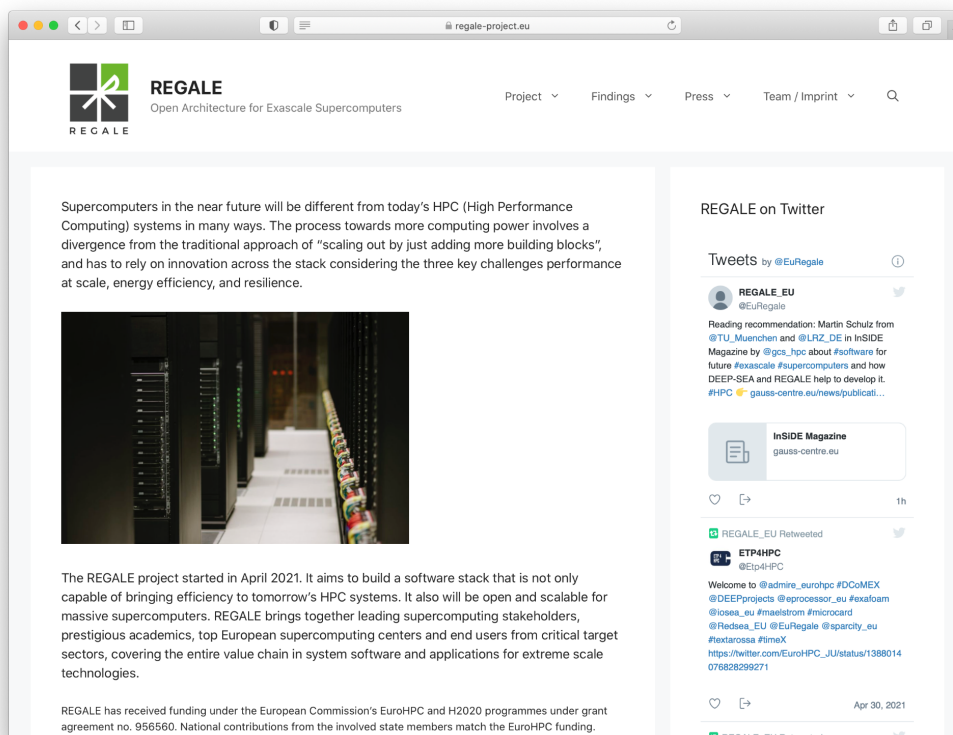 regale-project.eu
REGALE
REGALE
Open Architecture for Exascale Supercomputers
Project
Findings
Press
Team / Imprint
Supercomputers in the near future will be different from today's HPC (High Performance
Computing) systems in many ways. The process towards more computing power involves a
divergence from the traditional approach of "scaling out by just adding more building blocks",
and has to rely on innovation across the stack considering the three key challenges performance
at scale, energy efficiency, and resilience.
The REGALE project started in April 2021. It aims to build a software stack that is not only
capable of bringing efficiency to tomorrow's HPC systems. It also will be open and scalable for
massive supercomputers. REGALE brings together leading supercomputing stakeholders,
prestigious academics, top European supercomputing centers and end users from critical target
sectors, covering the entire value chain in system software and applications for extreme scale
technologies.
REGALE has received funding under the European Commission's EuroHPC and H2020 programmes under grant
agreement no. 956560. National contributions from the involved state members match the EuroHPC funding.
REGALE on Twitter
Tweets by @EuRegale
REGALE_EU
@EuRegale
Reading recommendation: Martin Schulz from
@TU_Muenchen and @LRZ_DE in InSIDE
Magazine by @gcs_hpc about #software for
future #exascale #supercomputers and how
DEEP-SEA and REGALE help to develop it.
#HPC 👉 gauss-centre.eu/news/publicati…
InSiDE Magazine
gauss-centre.eu
1h
REGALE_EU Retweeted
ETP4HPC
@Etp4HPC
Welcome to @admire_eurohpc #DCoMEX
@DEEPprojects @eprocessor_eu #exafoam
@iosea_eu #maelstrom #microcard
@Redsea_EU @EuRegale @sparcity_eu
#textarossa #timeX
https://twitter.com/EuroHPC_JU/status/1388014
076828299271
Apr 30, 2021